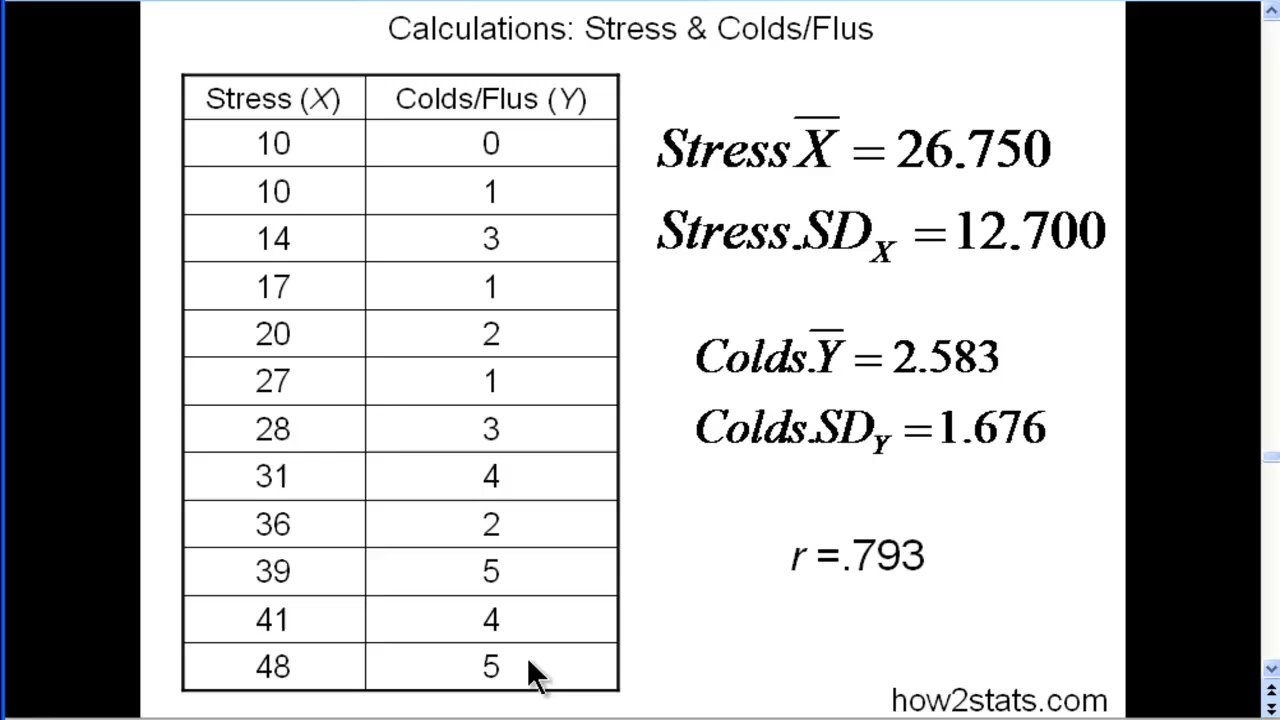 Calculations: Stress & Colds/Flus
Stress (X) Colds/Flus (Y)
10 0
10 1
14 3
17 1
20 2
27 1
28 3
31 4
36 2
39 5
41 4
48 5
Stress X̅ = 26.750
Stress.SD_X = 12.700
Colds.Y̅ = 2.583
Colds.SD_Y = 1.676
r =.793
how2stats.com